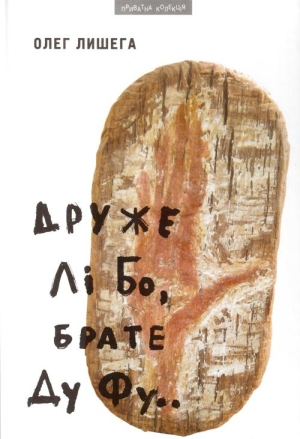 ПРИВАТНА КОЛЕКЦІЯ
ОЛЕГ ЛИШЕГА
ДРУЖЕ
Лі Бо,
БРАТЕ
Ду Фу..